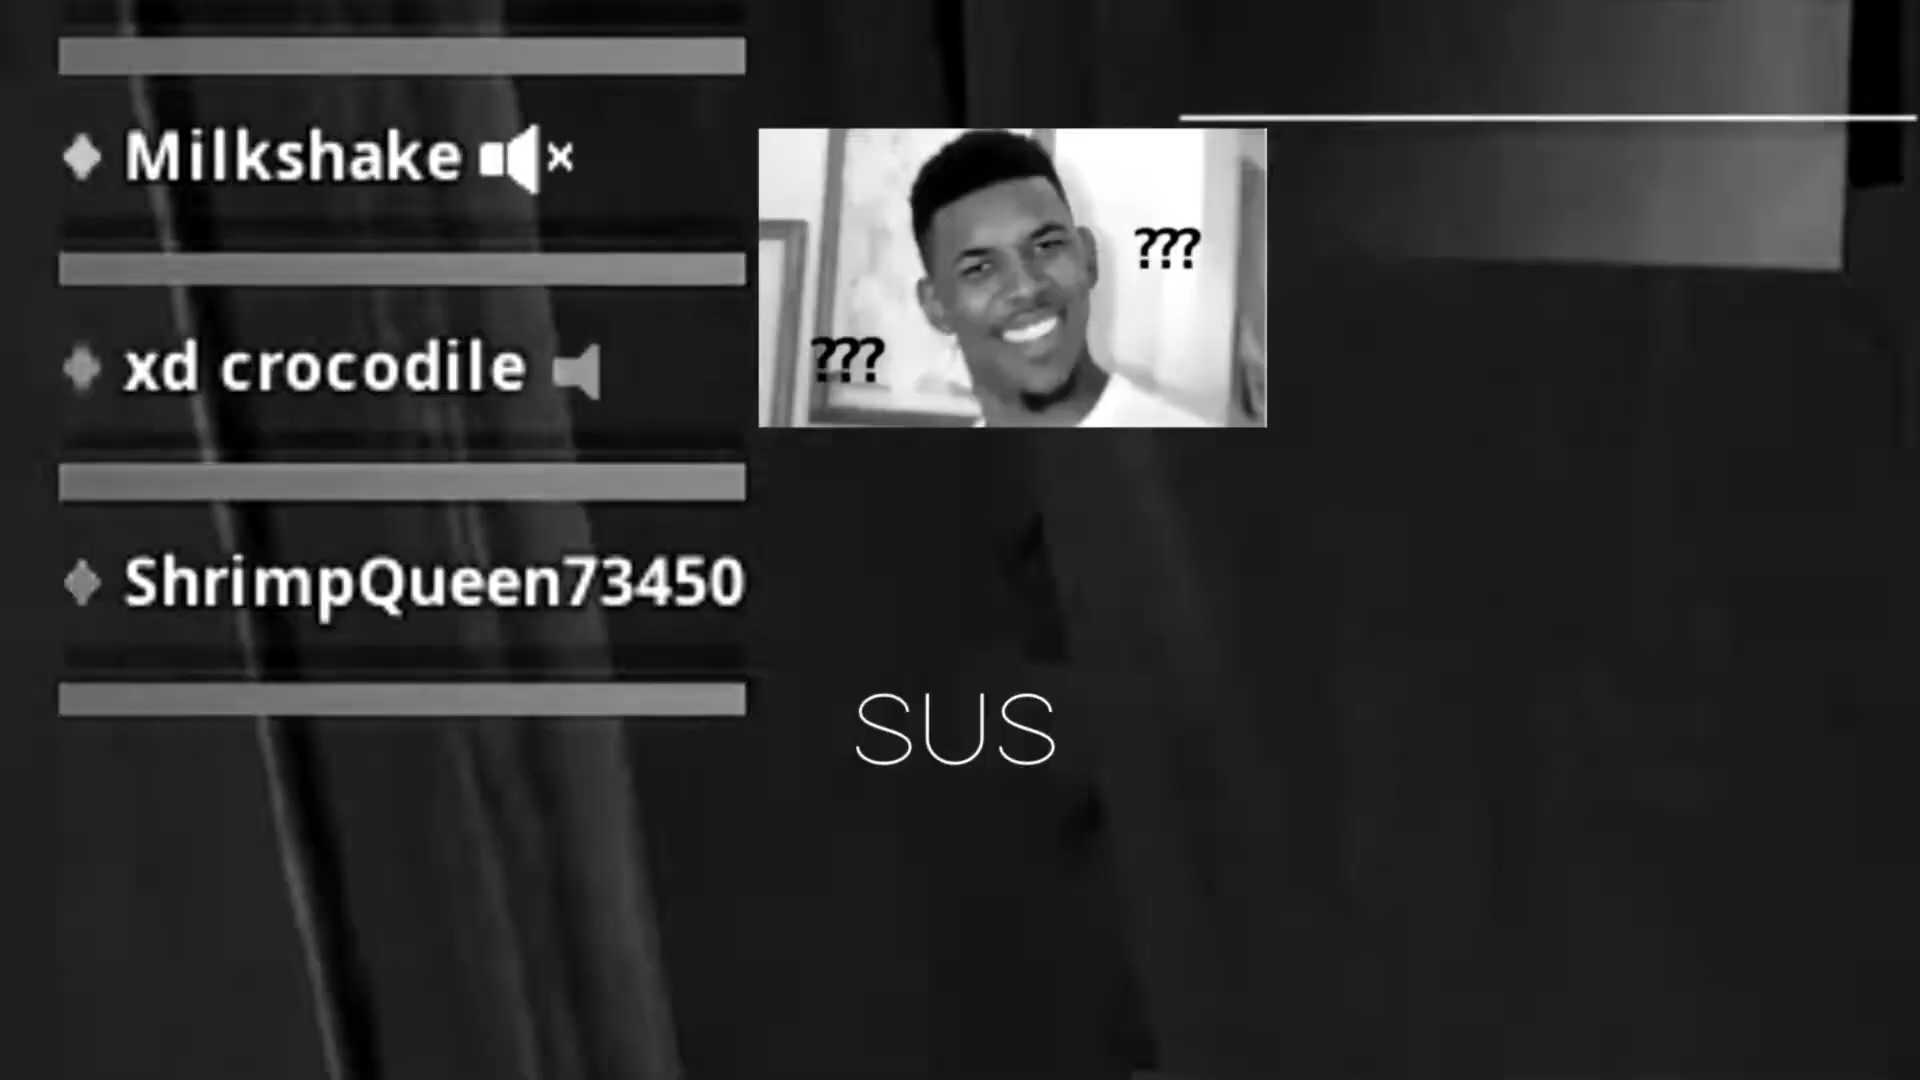 Milkshake
???
xd crocodile
???
ShrimpQueen73450
SUS